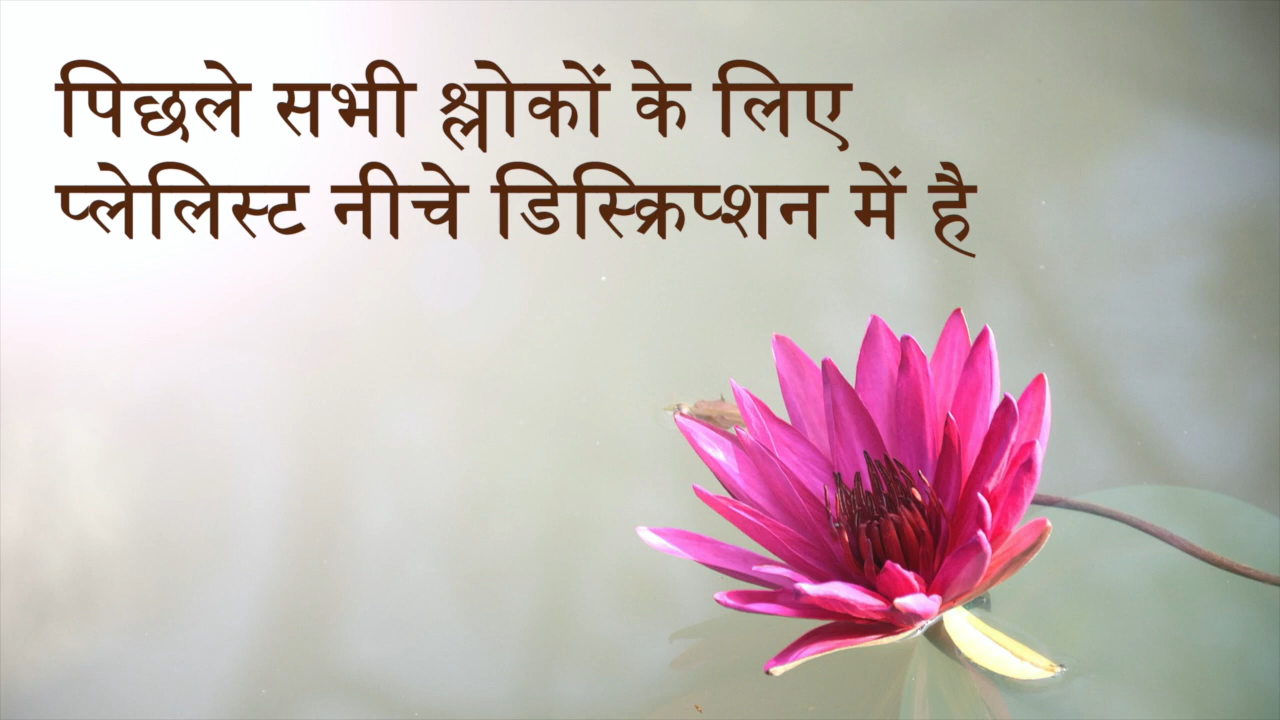 पिछले सभी श्लोकों के लिए
प्लेलिस्ट नीचे डिस्क्रिप्शन में है